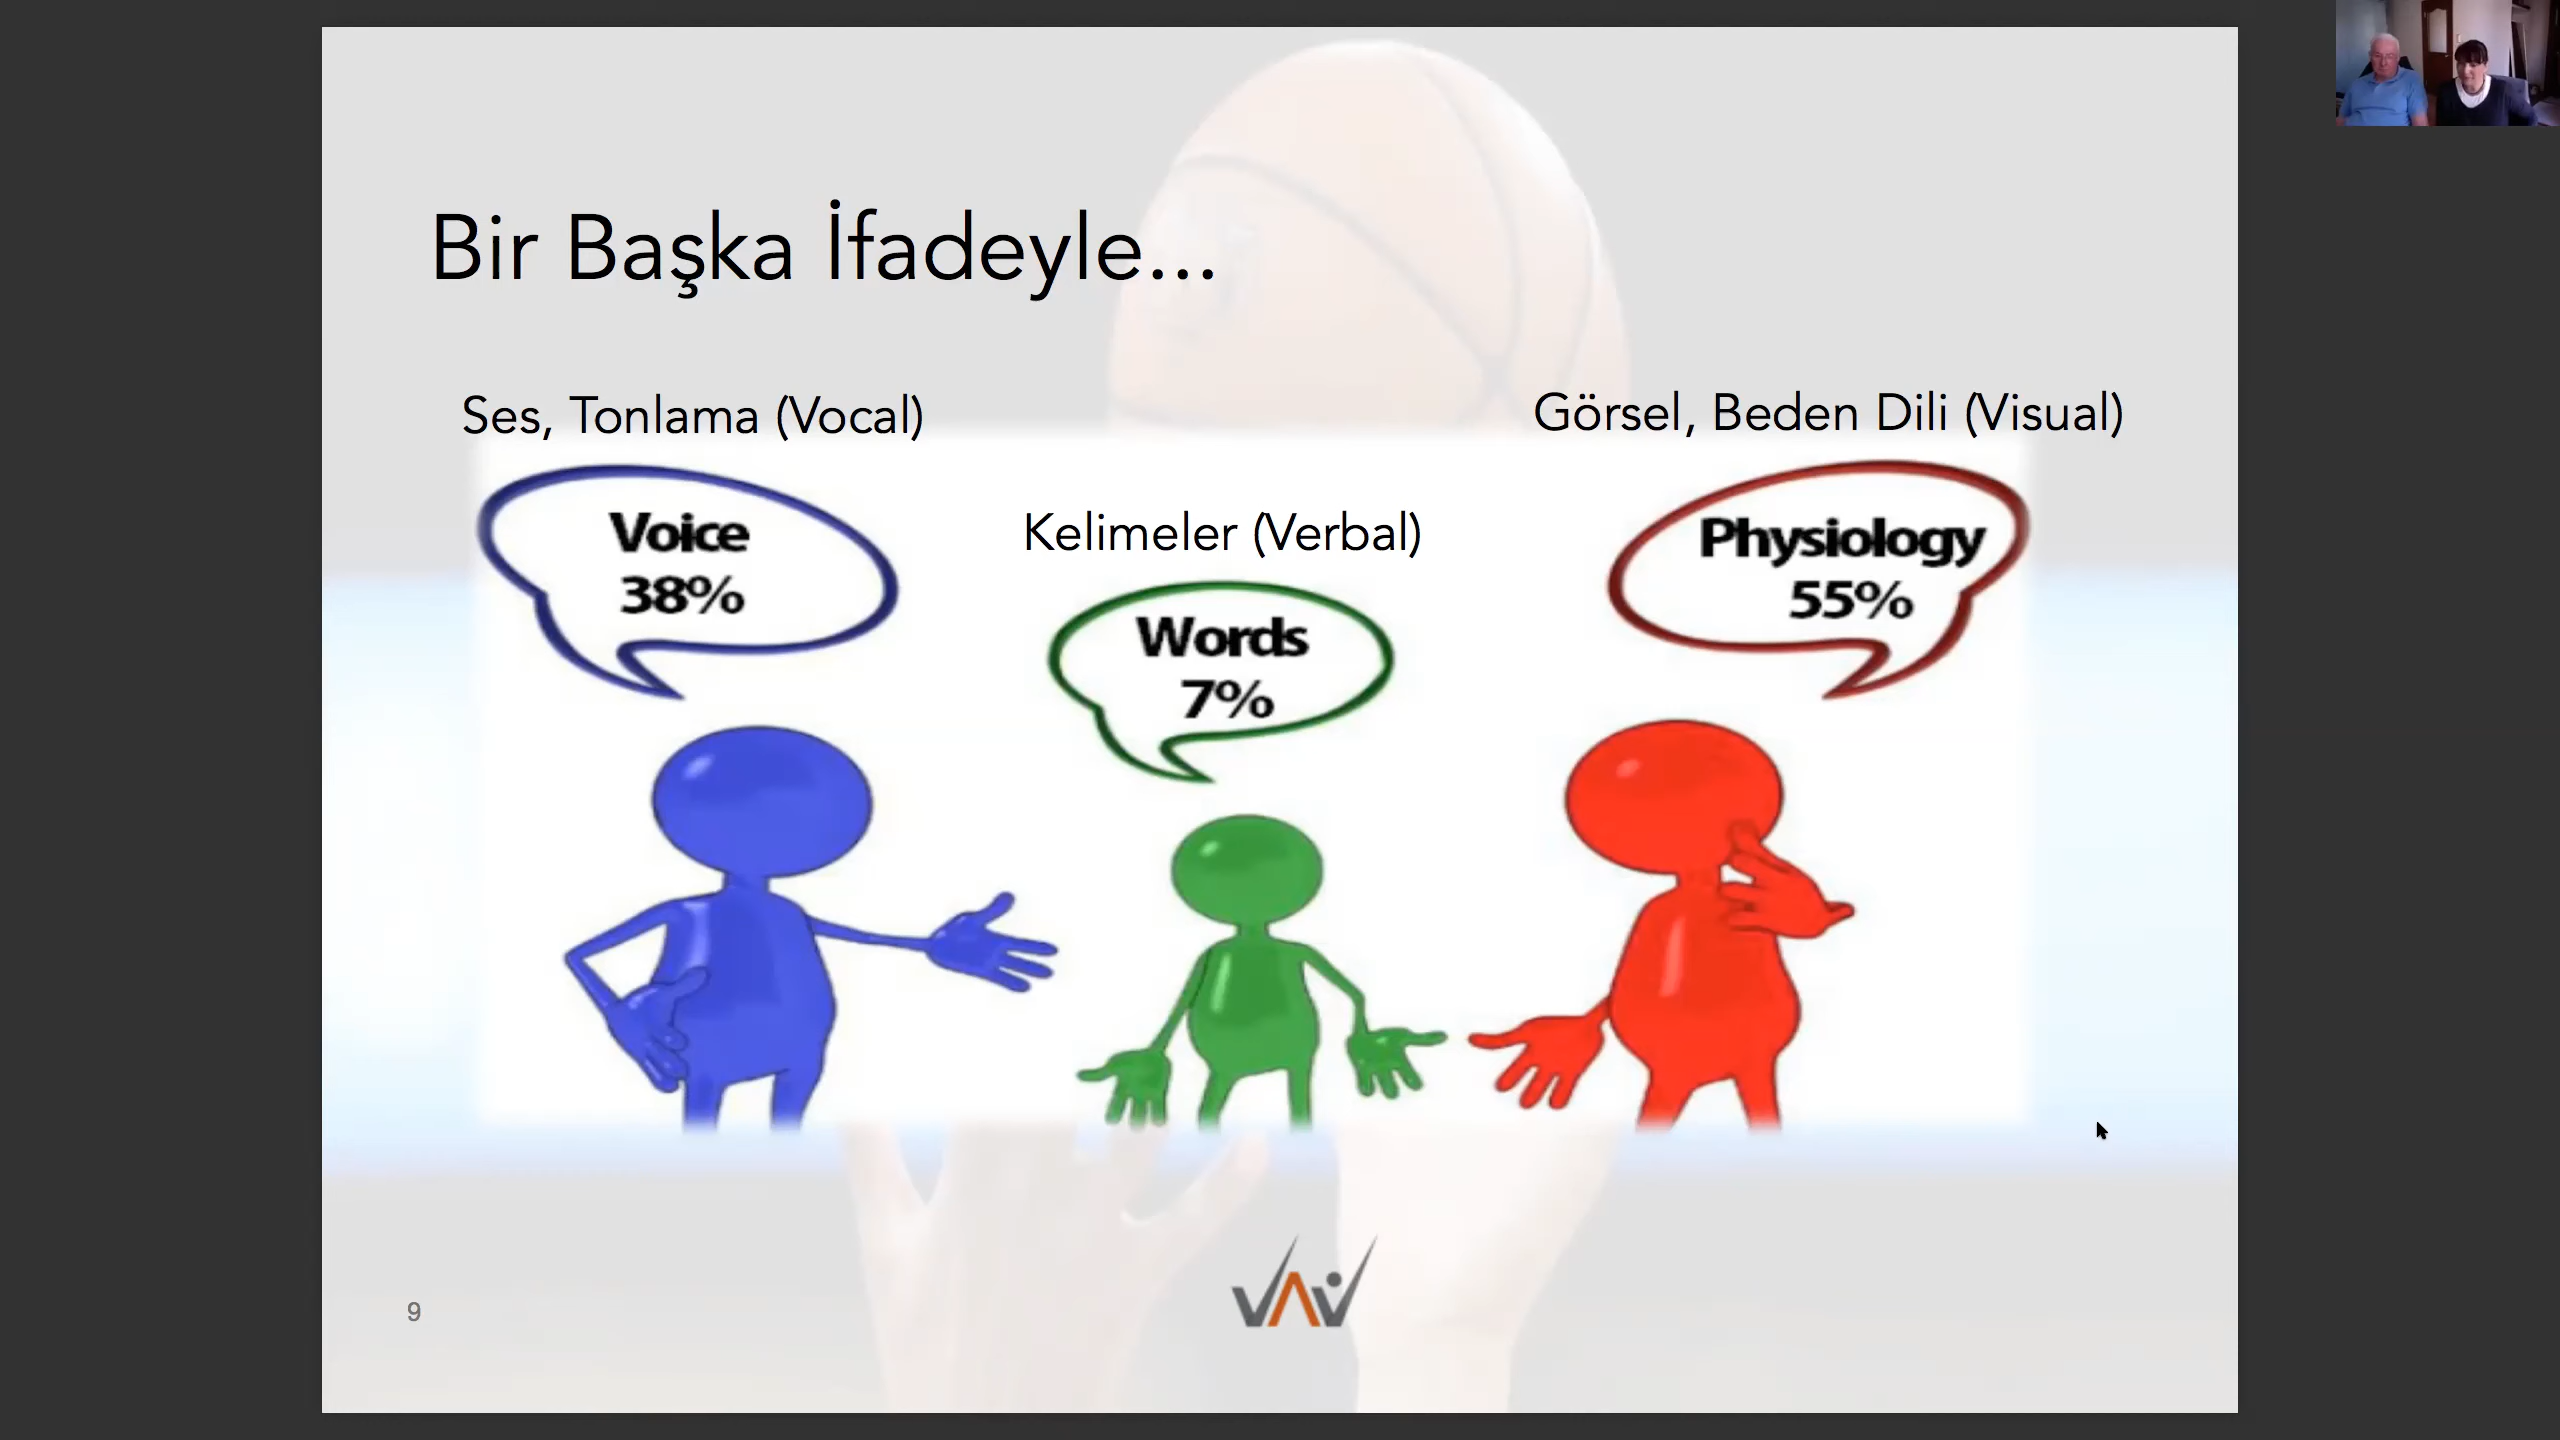 Bir Başka İfadeyle...
Ses, Tonlama (Vocal)
Görsel, Beden Dili (Visual)
Kelimeler (Verbal)
Voice
38%
Words
7%
Physiology
55%
9